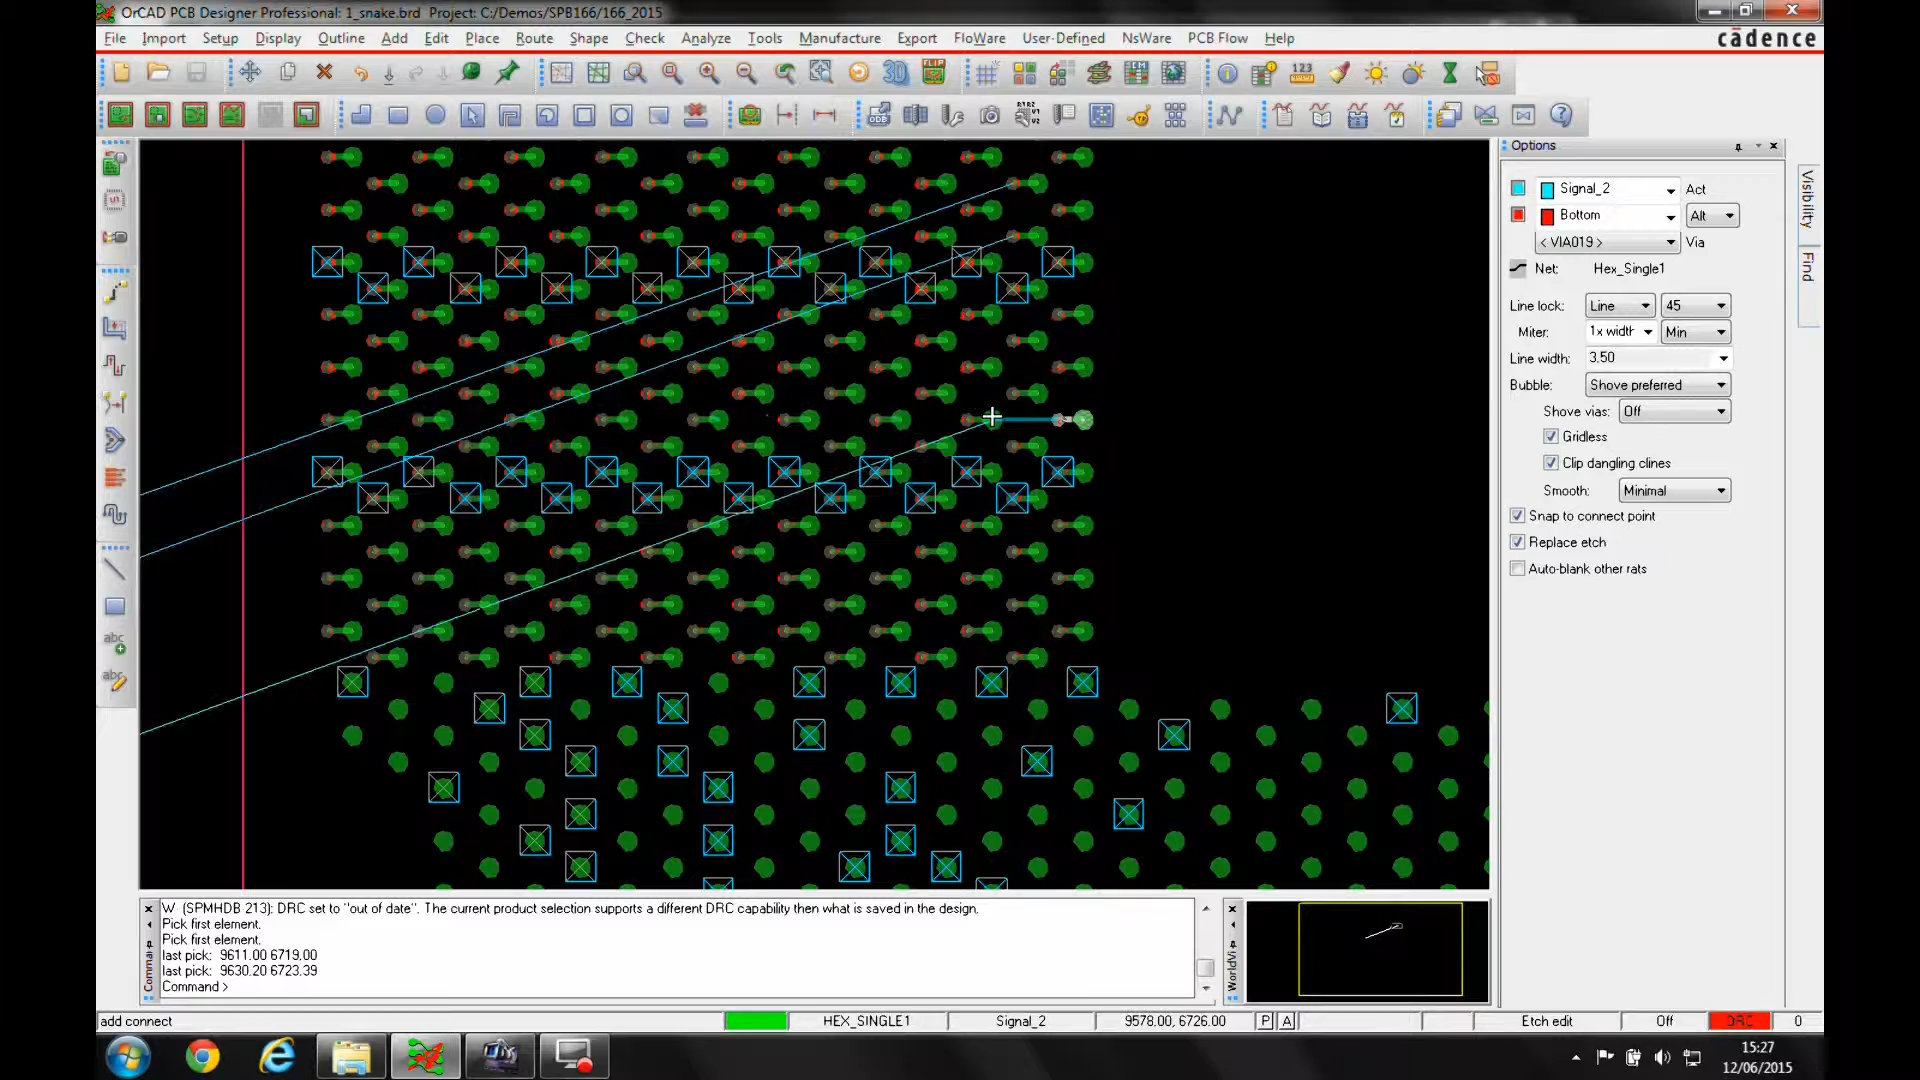 OrCAD PCB Designer Professional: 1_snake.brd Project: C:/Demos/SPB166/166_2015
File Import Setup Display Outline Add Edit Place Route Shape Check Analyze Tools Manufacture Export FloWare User-Defined NsWare PCB Flow Help
cādence
Options
Signal_2 Act
Bottom Alt
< VIA019 > Via
Net: Hex_Single1
Line lock: Line 45
Miter: 1x width Min
Line width: 3.50
Bubble: Shove preferred
Shove vias: Off
Gridless
Clip dangling clines
Smooth: Minimal
Snap to connect point
Replace etch
Auto-blank other rats
Visibility
Find
W- (SPMHDB 213): DRC set to "out of date". The current product selection supports a different DRC capability then what is saved in the design.
Pick first element.
Pick first element.
last pick: 9611.00 6719.00
last pick: 9630.20 6723.39
Command >
Comma
WorldVi
add connect HEX_SINGLE1 Signal_2 9578.00, 6726.00 P A Etch edit Off DRC 0
15:27
12/06/2015